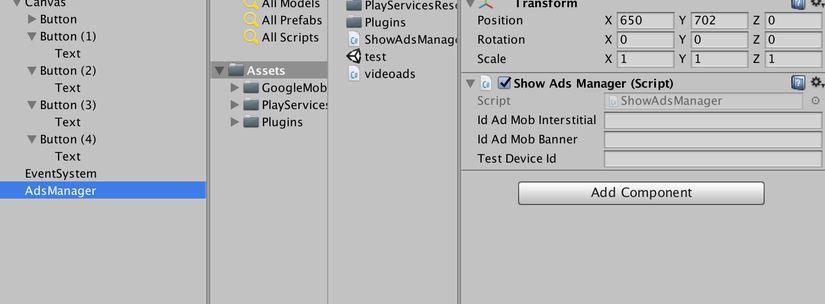 Canvas
Button
Button (1)
Text
Button (2)
Text
Button (3)
Text
Button (4)
Text
EventSystem
AdsManager
All Models
All Prefabs
All Scripts
Assets
GoogleMob
PlayServices
Plugins
PlayServicesReso
Plugins
ShowAdsManage
test
videoads
Transform
Position X 650 Y 702 Z 0
Rotation X 0 Y 0 Z 0
Scale X 1 Y 1 Z 1
Show Ads Manager (Script)
Script ShowAdsManager
Id Ad Mob Interstitial
Id Ad Mob Banner
Test Device Id
Add Component